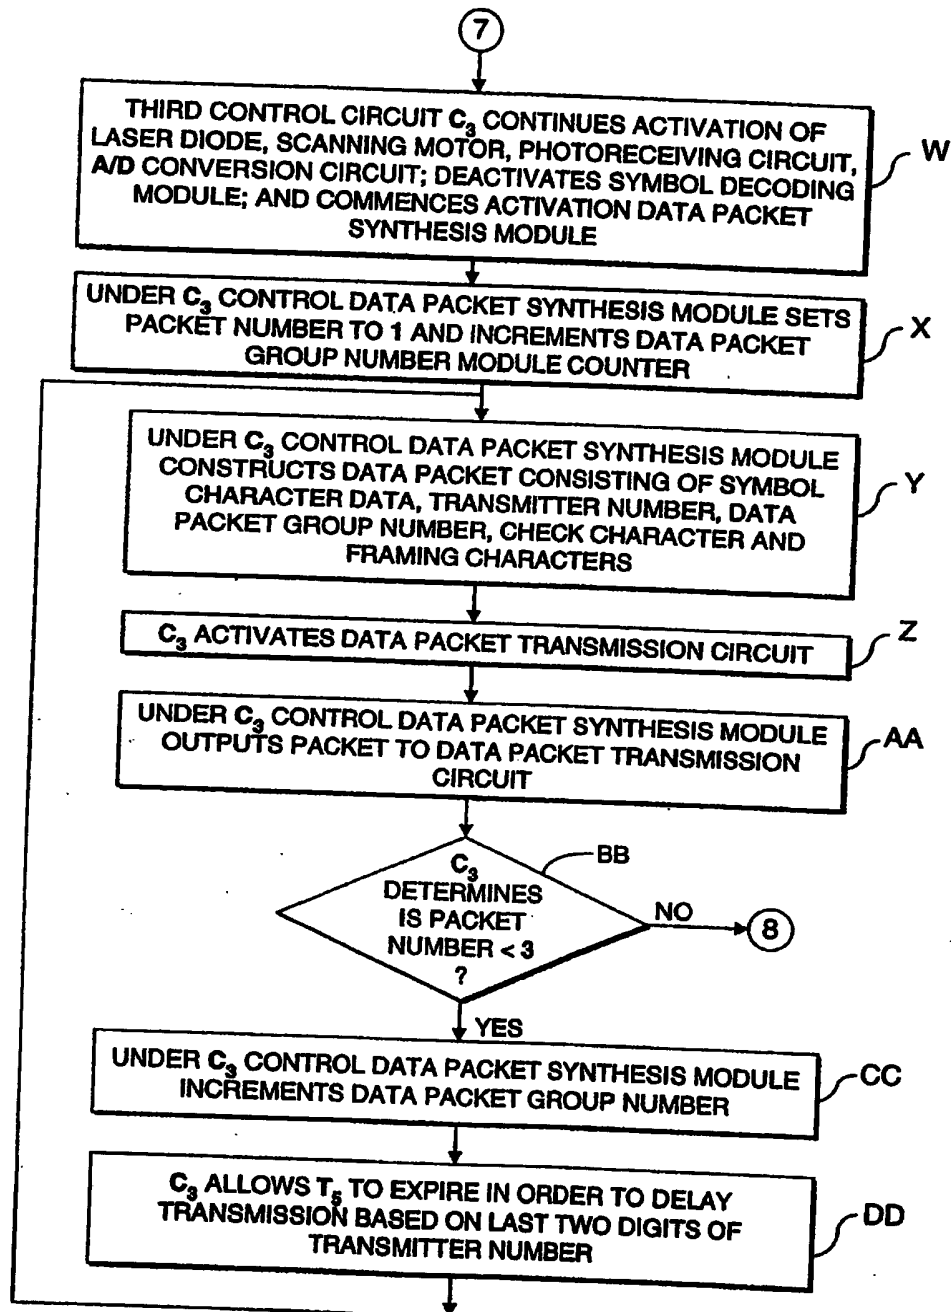 7
THIRD CONTROL CIRCUIT C3 CONTINUES ACTIVATION OF
LASER DIODE, SCANNING MOTOR, PHOTORECEIVING CIRCUIT,
A/D CONVERSION CIRCUIT; DEACTIVATES SYMBOL DECODING
MODULE; AND COMMENCES ACTIVATION DATA PACKET
SYNTHESIS MODULE
W
UNDER C3 CONTROL DATA PACKET SYNTHESIS MODULE SETS
PACKET NUMBER TO 1 AND INCREMENTS DATA PACKET
GROUP NUMBER MODULE COUNTER
X
UNDER C3 CONTROL DATA PACKET SYNTHESIS MODULE
CONSTRUCTS DATA PACKET CONSISTING OF SYMBOL
CHARACTER DATA, TRANSMITTER NUMBER, DATA
PACKET GROUP NUMBER, CHECK CHARACTER AND
FRAMING CHARACTERS
Y
C3 ACTIVATES DATA PACKET TRANSMISSION CIRCUIT
Z
UNDER C3 CONTROL DATA PACKET SYNTHESIS MODULE
OUTPUTS PACKET TO DATA PACKET TRANSMISSION
CIRCUIT
AA
C3
DETERMINES
IS PACKET
NUMBER < 3
?
BB
NO
8
YES
UNDER C3 CONTROL DATA PACKET SYNTHESIS MODULE
INCREMENTS DATA PACKET GROUP NUMBER
CC
C3 ALLOWS T5 TO EXPIRE IN ORDER TO DELAY
TRANSMISSION BASED ON LAST TWO DIGITS OF
TRANSMITTER NUMBER
DD